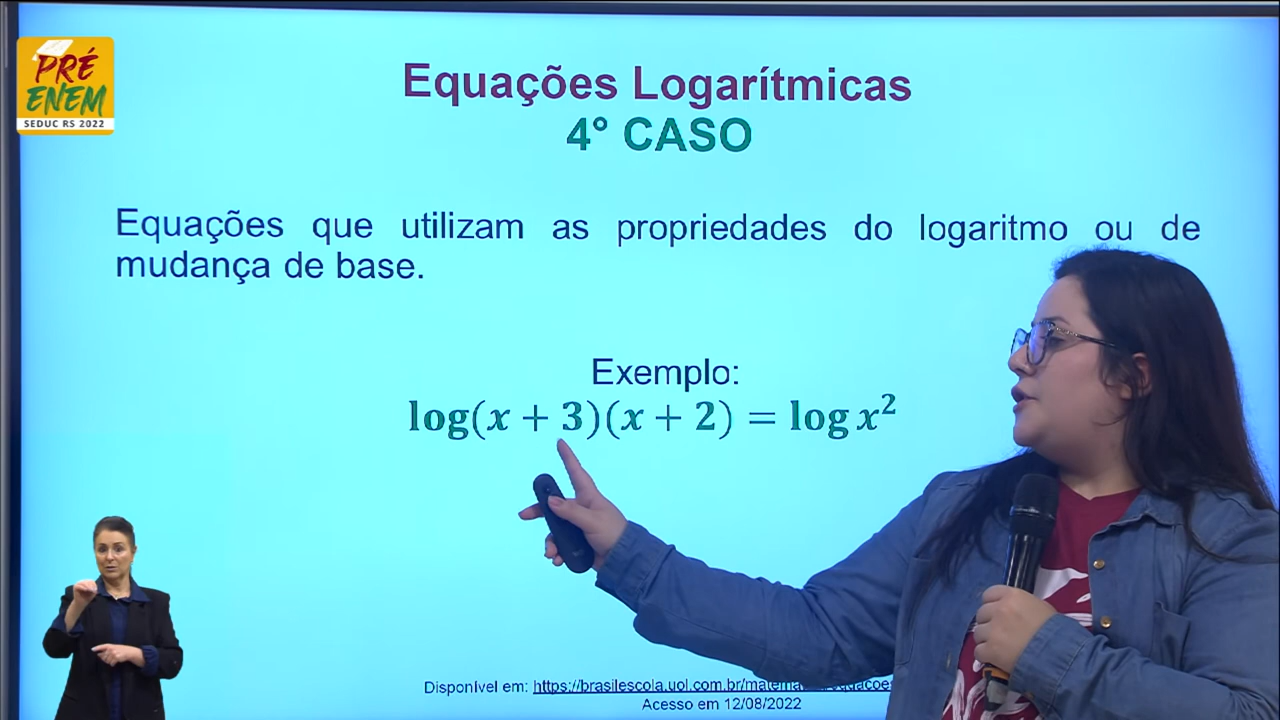 PRÉ
ENEM
SEDUC RS 2022
Equações Logarítmicas
4° CASO
Equações que utilizam as propriedades do logaritmo ou de
mudança de base.
Exemplo:
log(x + 3)(x + 2) = log x²
Disponível em: https://brasilescola.uol.com.br/matema
Acesso em 12/08/2022